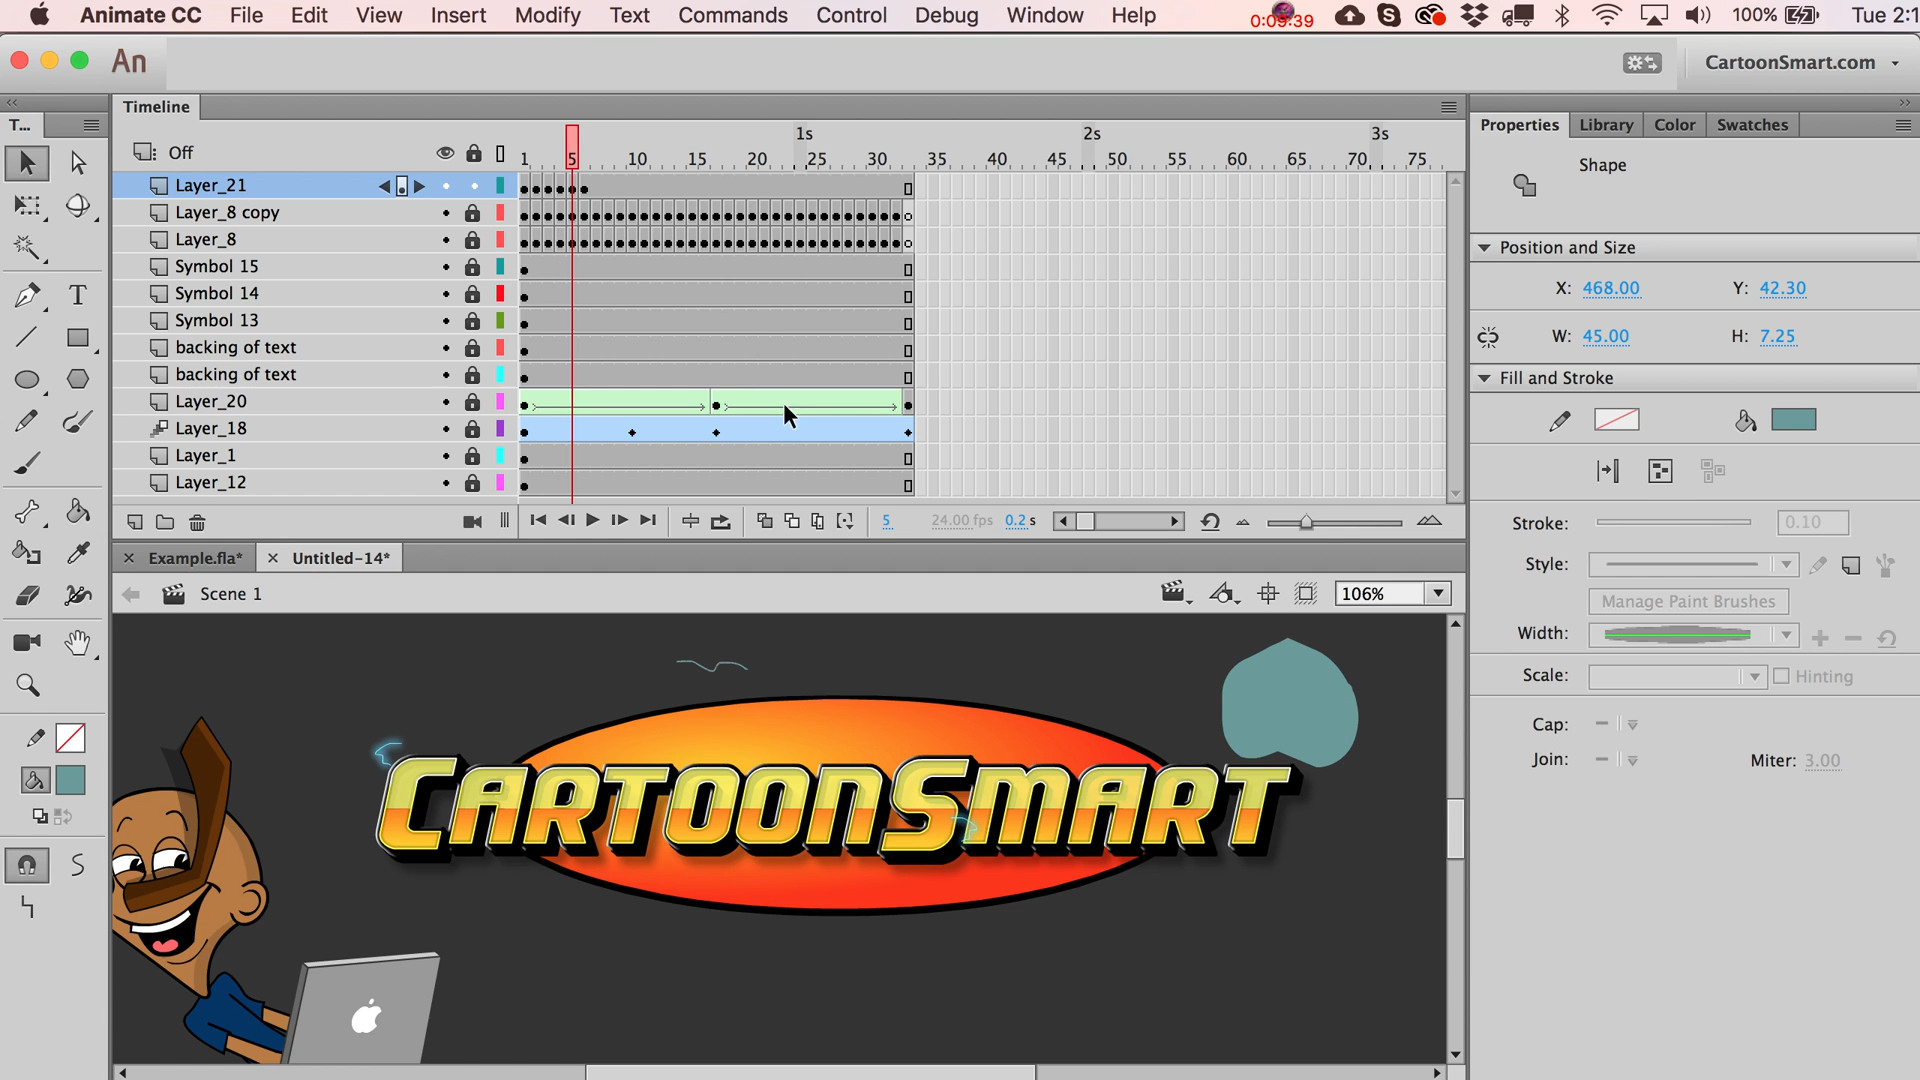 Animate CC File Edit View Insert Modify Text Commands Control Debug Window Help 0:09:39 100% Tue 2:1
An CartoonSmart.com
T... Timeline Properties Library Color Swatches
1s 2s 3s
Off 1 5 10 15 20 25 30 35 40 45 50 55 60 65 70 75
Shape
Layer_21
Layer_8 copy
Layer_8
Symbol 15
Symbol 14
Symbol 13
backing of text
backing of text
Layer_20
Layer_18
Layer_1
Layer_12
Position and Size
X: 468.00 Y: 42.30
W: 45.00 H: 7.25
Fill and Stroke
5 24.00 fps 0.2 s
Stroke: 0.10
Example.fla* Untitled-14*
Style:
Scene 1 106%
Manage Paint Brushes
Width:
Scale: Hinting
Cap:
Join: Miter: 3.00
CARTOONSMART